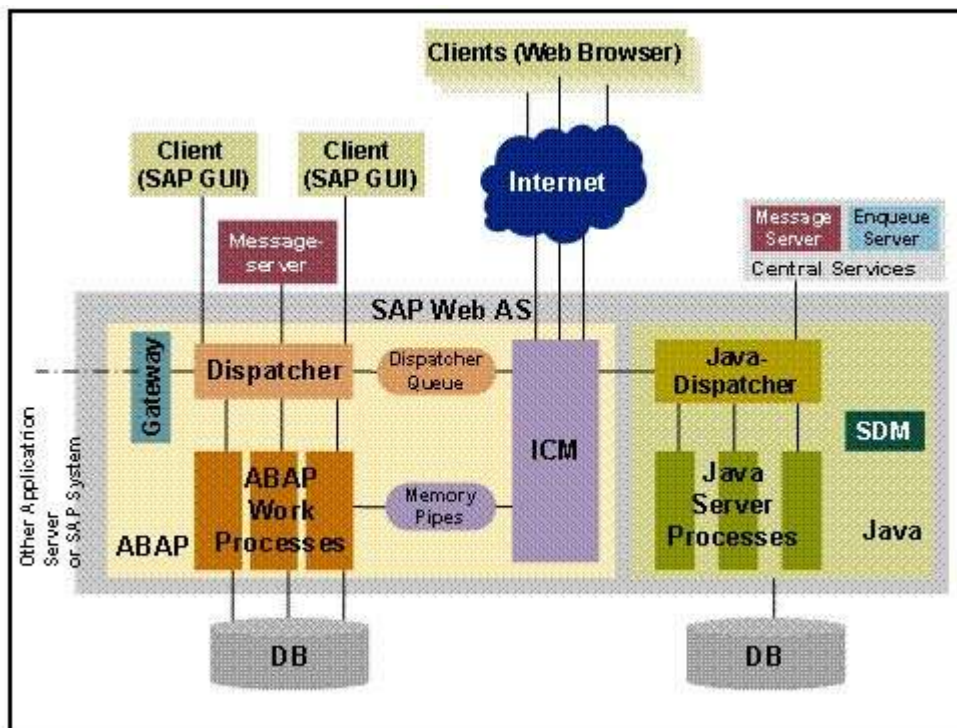 Clients (Web Browser)
Client
(SAP GUI)
Client
(SAP GUI)
Internet
Message-
server
Message
Server
Enqueue
Server
Central Services
SAP Web AS
Gateway
Dispatcher
Dispatcher
Queue
ICM
Java-
Dispatcher
SDM
Other Application
Server
or SAP System
ABAP
ABAP
Work
Processes
Memory
Pipes
Java
Server
Processes
Java
DB
DB